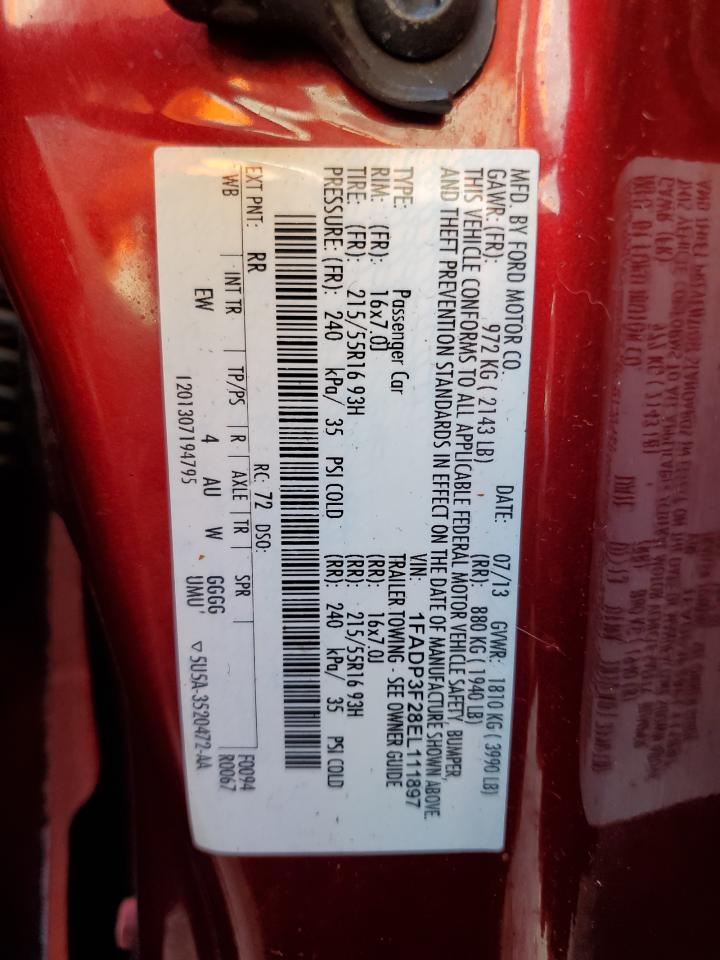 MFD. BY FORD MOTOR CO.
DATE: 07/13 GVWR: 1810 KG ( 3990 LB)
GAWR: (FR): 972 KG ( 2143 LB) (RR): 880 KG ( 1940 LB)
THIS VEHICLE CONFORMS TO ALL APPLICABLE FEDERAL MOTOR VEHICLE SAFETY, BUMPER,
AND THEFT PREVENTION STANDARDS IN EFFECT ON THE DATE OF MANUFACTURE SHOWN ABOVE.
VIN: 1FADP3F28EL111897
TYPE: Passenger Car TRAILER TOWING - SEE OWNER GUIDE
RIM: (FR): 16x7.0J (RR): 16x7.0J
TIRE: (FR): 215/55R16 93H (RR): 215/55R16 93H
PRESSURE: (FR): 240 kPa/ 35 PSI COLD (RR): 240 kPa/ 35 PSI COLD
EXT PNT: RR RC: 72 DSO: F0094
WB INT TR TP/PS R AXLE TR SPR R0067
EW 4 AU W GGGG
UMU
1201307194795 ▽ 5U5A-3520472-AA